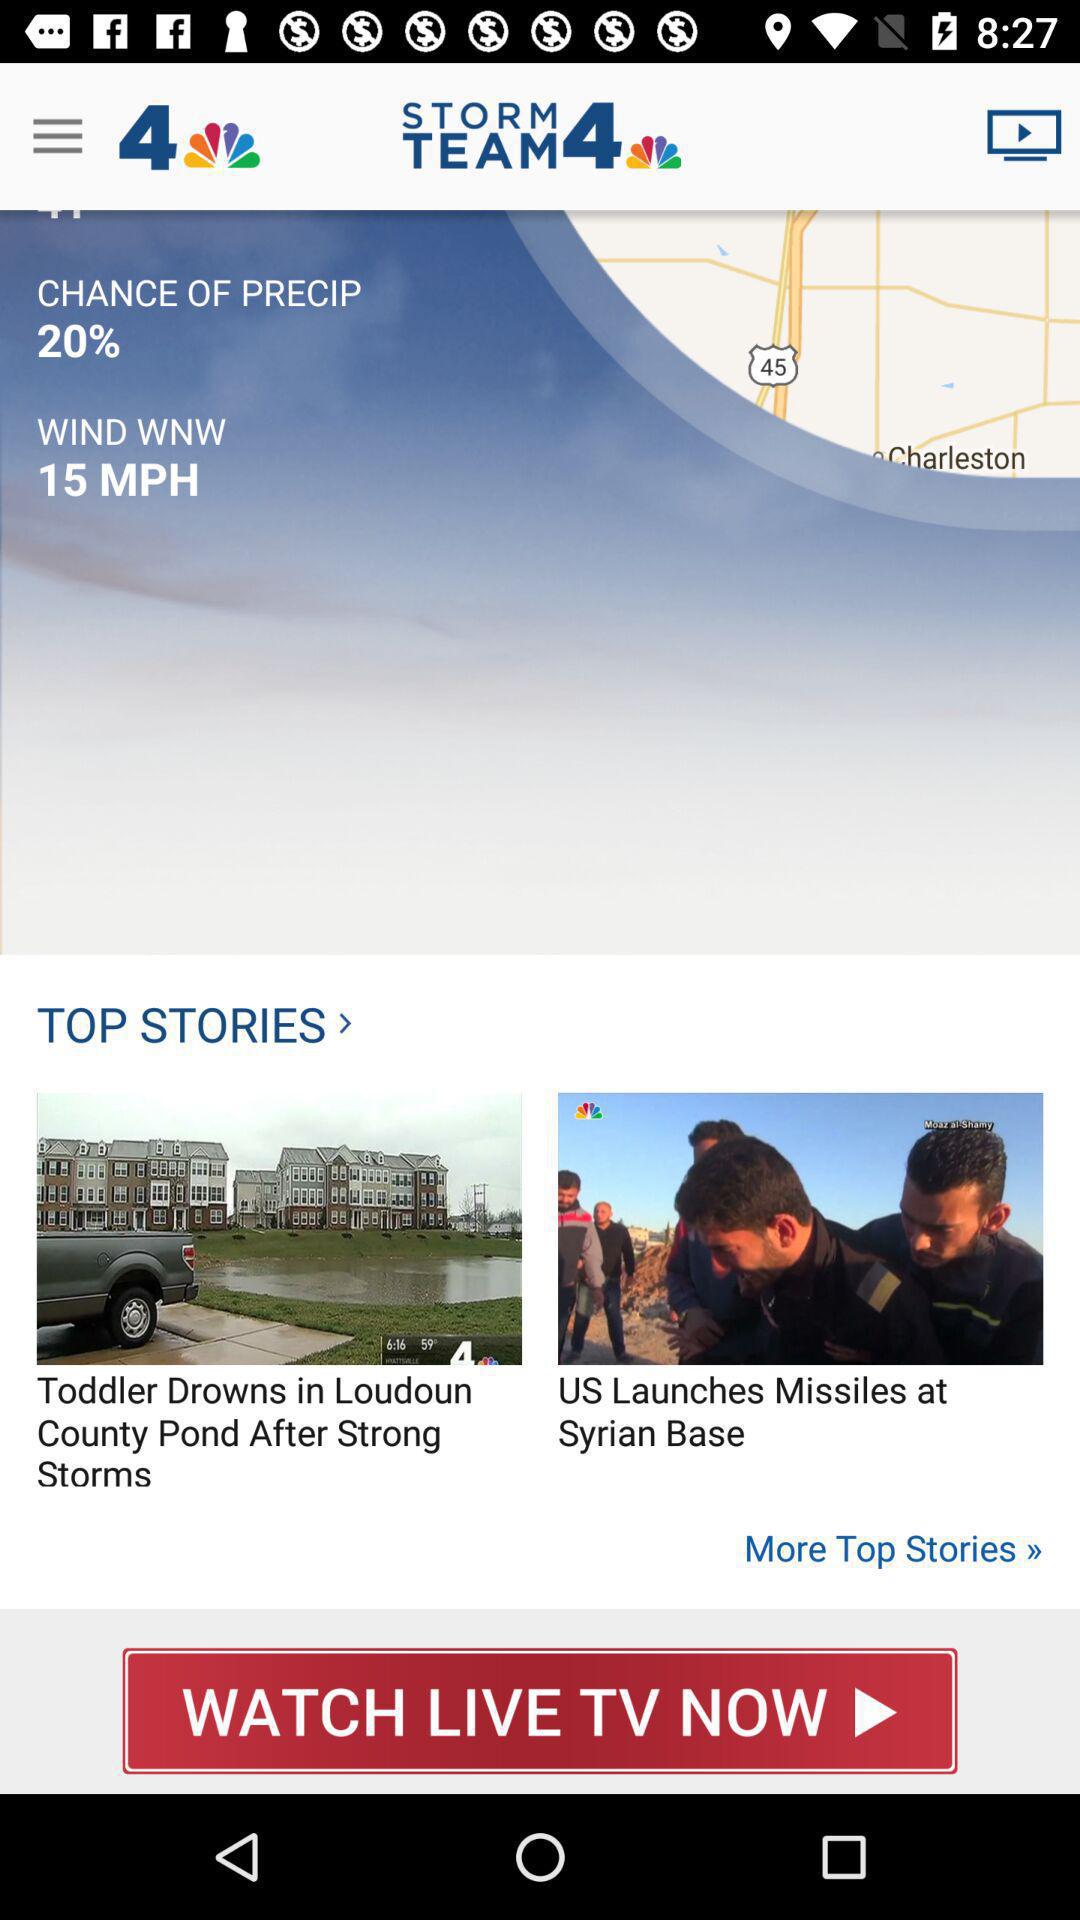 8:27
4
STORM
TEAM 4
CHANCE OF PRECIP
20%
WIND WNW
15 MPH
45
Charleston
TOP STORIES ›
Moaz al-Shamy
6:16 59°
HYATTSVILLE
4
Toddler Drowns in Loudoun
County Pond After Strong
Storms
US Launches Missiles at
Syrian Base
More Top Stories »
WATCH LIVE TV NOW